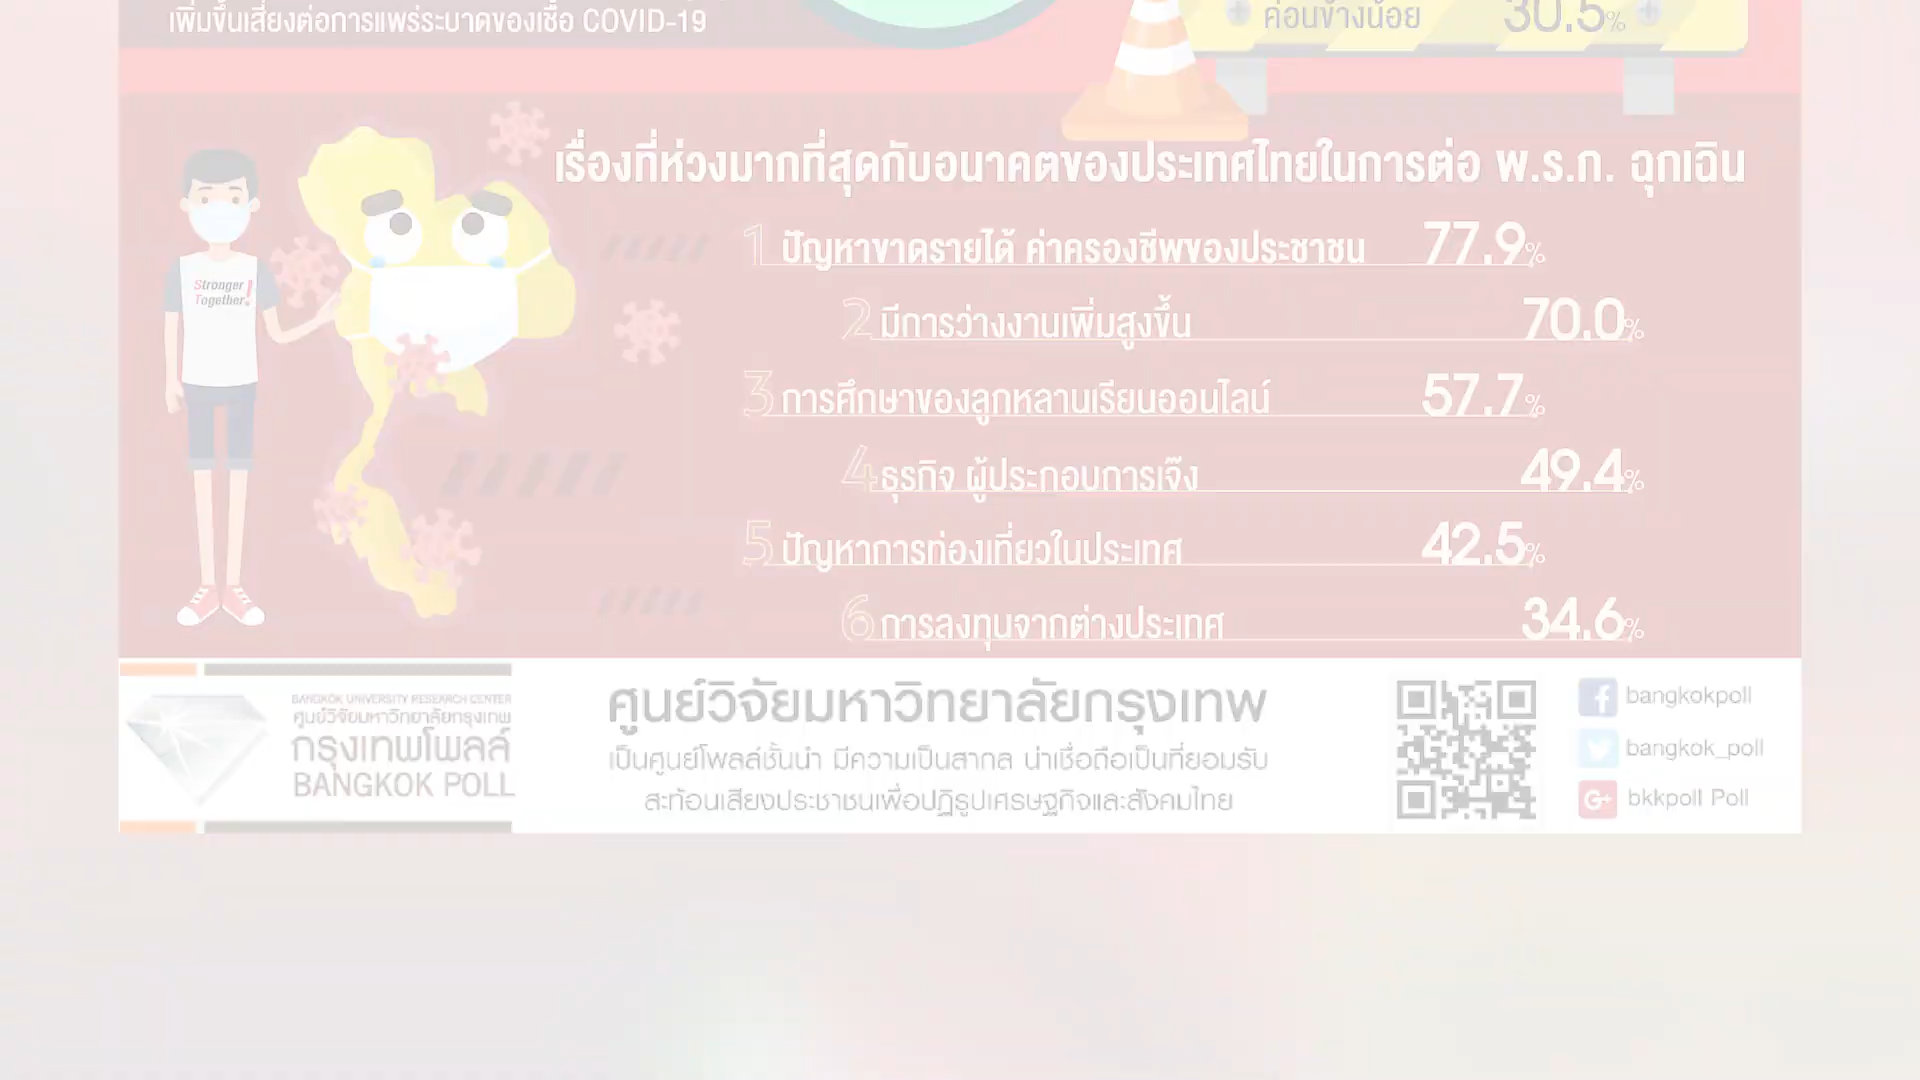 เพิ่มขึ้นเสี่ยงต่อการแพร่ระบาดของเชื้อ COVID-19
ค่อนข้างน้อย 30.5%
เรื่องที่ห่วงมากที่สุดกับอนาคตของประเทศไทยในการต่อ พ.ร.ก. ฉุกเฉิน
1 ปัญหาขาดรายได้ ค่าครองชีพของประชาชน 77.9%
2 มีการว่างงานเพิ่มสูงขึ้น 70.0%
3 การศึกษาของลูกหลานเรียนออนไลน์ 57.7%
4 ธุรกิจ ผู้ประกอบการเจ๊ง 49.4%
5 ปัญหาการท่องเที่ยวในประเทศ 42.5%
6 การลงทุนจากต่างประเทศ 34.6%
Stronger
Together!
BANGKOK UNIVERSITY RESEARCH CENTER
ศูนย์วิจัยมหาวิทยาลัยกรุงเทพ
กรุงเทพโพลล์
BANGKOK POLL
ศูนย์วิจัยมหาวิทยาลัยกรุงเทพ
เป็นศูนย์โพลล์ชั้นนำ มีความเป็นสากล น่าเชื่อถือเป็นที่ยอมรับ
สะท้อนเสียงประชาชนเพื่อปฏิรูปเศรษฐกิจและสังคมไทย
bangkokpoll
bangkok_poll
G+ bkkpoll Poll